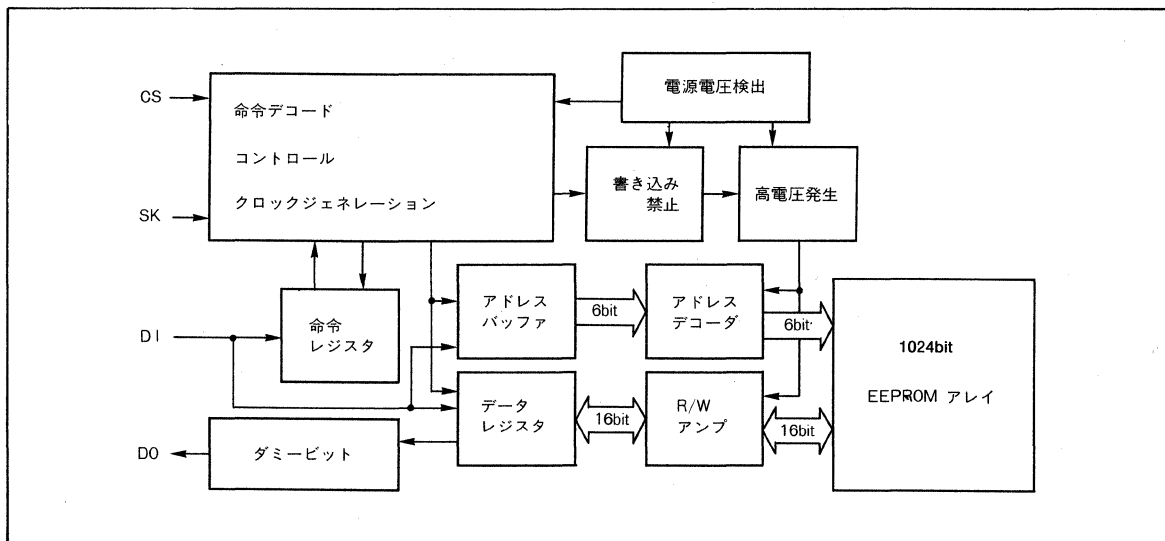 電源電圧検出
CS
命令デコード
コントロール
クロックジェネレーション
SK
書き込み
禁止
高電圧発生
アドレス
バッファ
6bit
アドレス
デコーダ
6bit
DI
命令
レジスタ
1024bit
EEPROM アレイ
データ
レジスタ
16bit
R/W
アンプ
16bit
DO
ダミービット